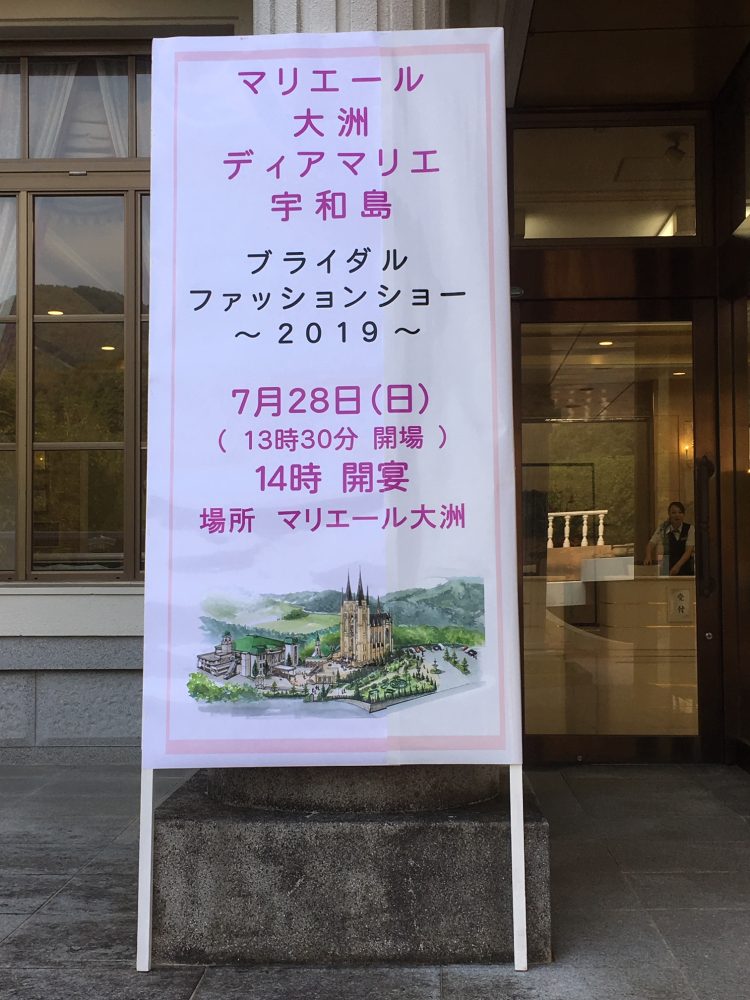 マリエール
大洲
ディアマリエ
宇和島
ブライダル
ファッションショー
～2019～
7月28日(日)
( 13時30分 開場 )
14時 開宴
場所 マリエール大洲
受付